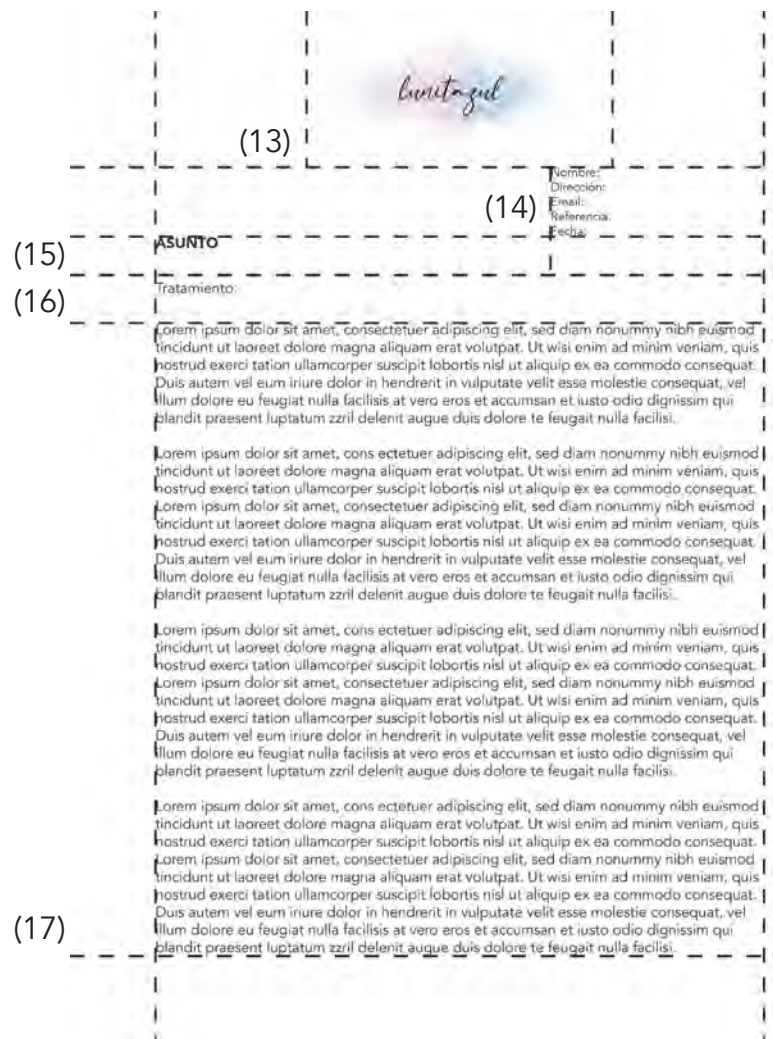 lunitazul
(13)
Nombre:
Dirección:
(14)
Email:
Referencia:
Fecha:
(15)
ASUNTO
(16)
Tratamiento:
Lorem ipsum dolor sit amet, consectetuer adipiscing elit, sed diam nonummy nibh euismod
tincidunt ut laoreet dolore magna aliquam erat volutpat. Ut wisi enim ad minim veniam, quis
nostrud exerci tation ullamcorper suscipit lobortis nisl ut aliquip ex ea commodo consequat.
Duis autem vel eum iriure dolor in hendrerit in vulputate velit esse molestie consequat, vel
illum dolore eu feugiat nulla facilisis at vero eros et accumsan et iusto odio dignissim qui
blandit praesent luptatum zzril delenit augue duis dolore te feugait nulla facilisi.
Lorem ipsum dolor sit amet, cons ectetuer adipiscing elit, sed diam nonummy nibh euismod
tincidunt ut laoreet dolore magna aliquam erat volutpat. Ut wisi enim ad minim veniam, quis
nostrud exerci tation ullamcorper suscipit lobortis nisl ut aliquip ex ea commodo consequat.
Lorem ipsum dolor sit amet, consectetuer adipiscing elit, sed diam nonummy nibh euismod
tincidunt ut laoreet dolore magna aliquam erat volutpat. Ut wisi enim ad minim veniam, quis
nostrud exerci tation ullamcorper suscipit lobortis nisl ut aliquip ex ea commodo consequat.
Duis autem vel eum iriure dolor in hendrerit in vulputate velit esse molestie consequat, vel
illum dolore eu feugiat nulla facilisis at vero eros et accumsan et iusto odio dignissim qui
blandit praesent luptatum zzril delenit augue duis dolore te feugait nulla facilisi.
Lorem ipsum dolor sit amet, cons ectetuer adipiscing elit, sed diam nonummy nibh euismod
tincidunt ut laoreet dolore magna aliquam erat volutpat. Ut wisi enim ad minim veniam, quis
nostrud exerci tation ullamcorper suscipit lobortis nisl ut aliquip ex ea commodo consequat.
Lorem ipsum dolor sit amet, consectetuer adipiscing elit, sed diam nonummy nibh euismod
tincidunt ut laoreet dolore magna aliquam erat volutpat. Ut wisi enim ad minim veniam, quis
nostrud exerci tation ullamcorper suscipit lobortis nisl ut aliquip ex ea commodo consequat.
Duis autem vel eum iriure dolor in hendrerit in vulputate velit esse molestie consequat, vel
illum dolore eu feugiat nulla facilisis at vero eros et accumsan et iusto odio dignissim qui
blandit praesent luptatum zzril delenit augue duis dolore te feugait nulla facilisi.
Lorem ipsum dolor sit amet, cons ectetuer adipiscing elit, sed diam nonummy nibh euismod
tincidunt ut laoreet dolore magna aliquam erat volutpat. Ut wisi enim ad minim veniam, quis
nostrud exerci tation ullamcorper suscipit lobortis nisl ut aliquip ex ea commodo consequat.
Lorem ipsum dolor sit amet, consectetuer adipiscing elit, sed diam nonummy nibh euismod
tincidunt ut laoreet dolore magna aliquam erat volutpat. Ut wisi enim ad minim veniam, quis
nostrud exerci tation ullamcorper suscipit lobortis nisl ut aliquip ex ea commodo consequat.
Duis autem vel eum iriure dolor in hendrerit in vulputate velit esse molestie consequat, vel
(17)
illum dolore eu feugiat nulla facilisis at vero eros et accumsan et iusto odio dignissim qui
blandit praesent luptatum zzril delenit augue duis dolore te feugait nulla facilisi.